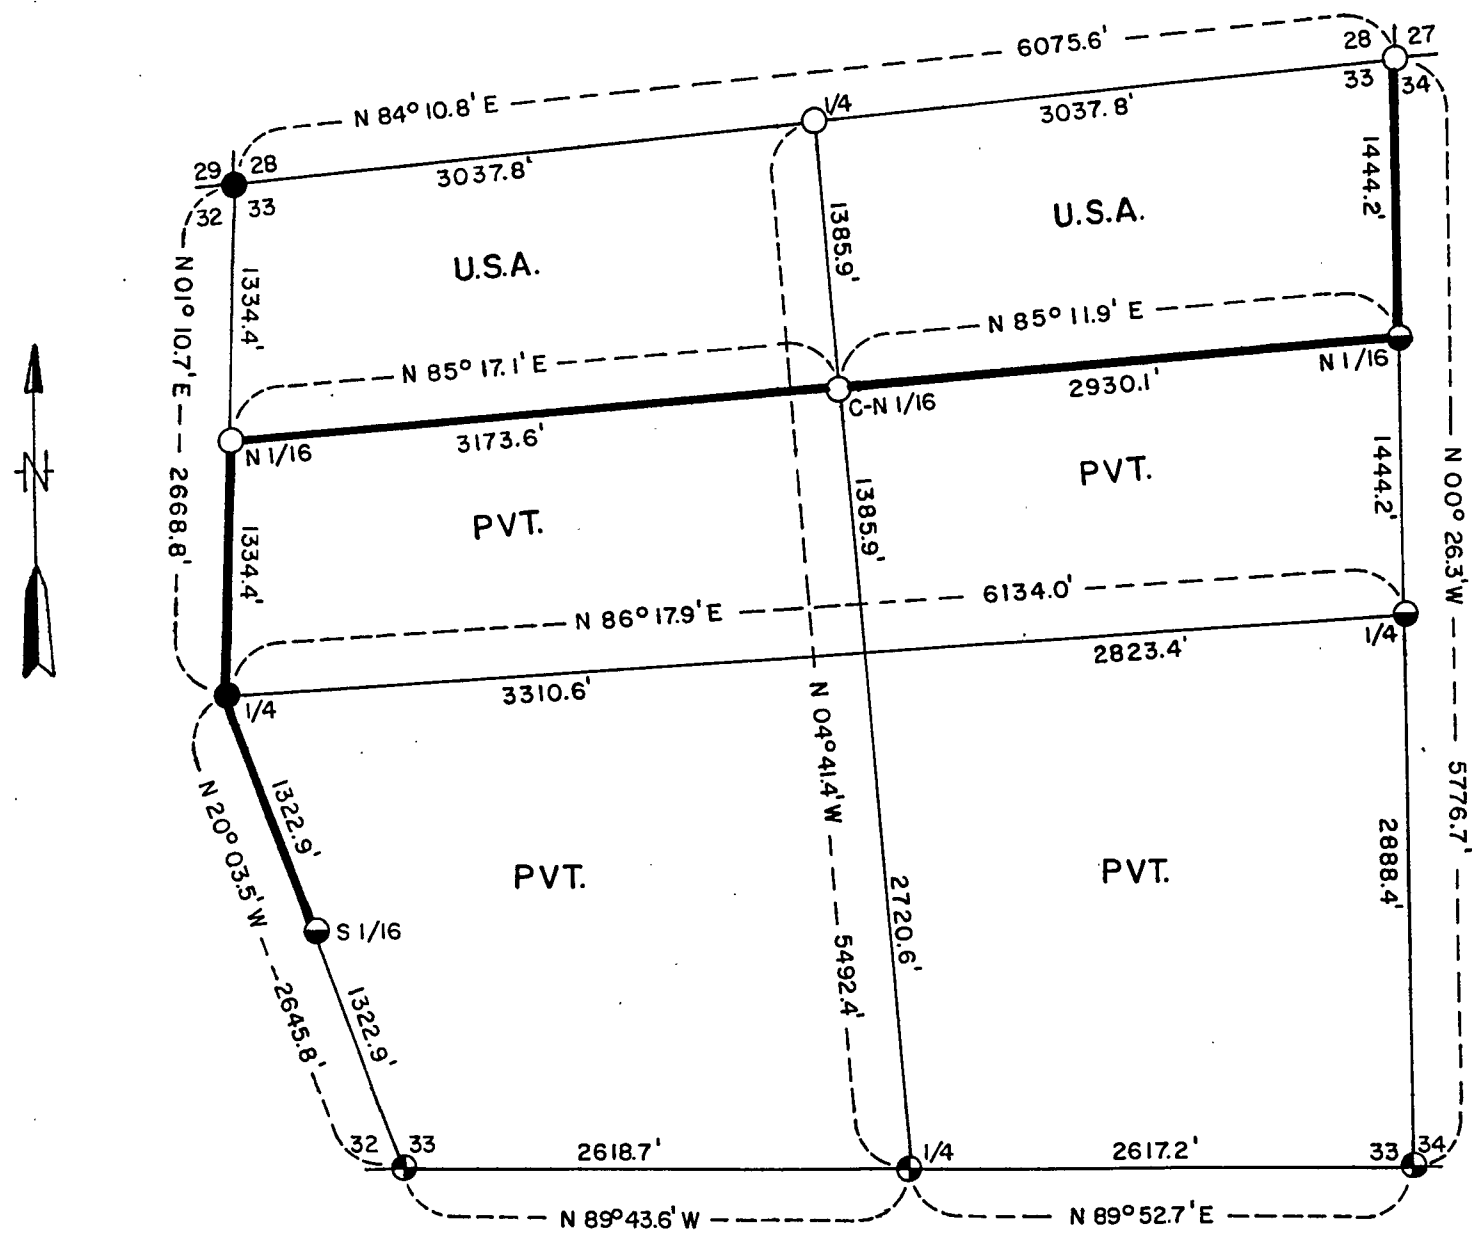 6075.6'
28 27
33 34
N 84° 10.8' E
1/4
3037.8'
3037.8'
29 28
32 33
1444.2'
U.S.A.
U.S.A.
1385.9'
N 01° 10.7' E
2668.8'
1334.4'
N 85° 11.9' E
N 85° 17.1' E
N 1/16
2930.1'
C-N 1/16
3173.6'
N 1/16
N
PVT.
PVT.
1444.2'
1385.9'
1334.4'
N 00° 26.3' W
5776.7'
6134.0'
N 86° 17.9' E
1/4
2823.4'
3310.6'
1/4
N 04° 41.4' W
5492.4'
1322.9'
N 20° 03.5' W
2645.8'
PVT.
PVT.
2888.4'
2720.6'
S 1/16
1322.9'
32 33
2618.7'
1/4
2617.2'
33 34
N 89° 43.6' W
N 89° 52.7' E